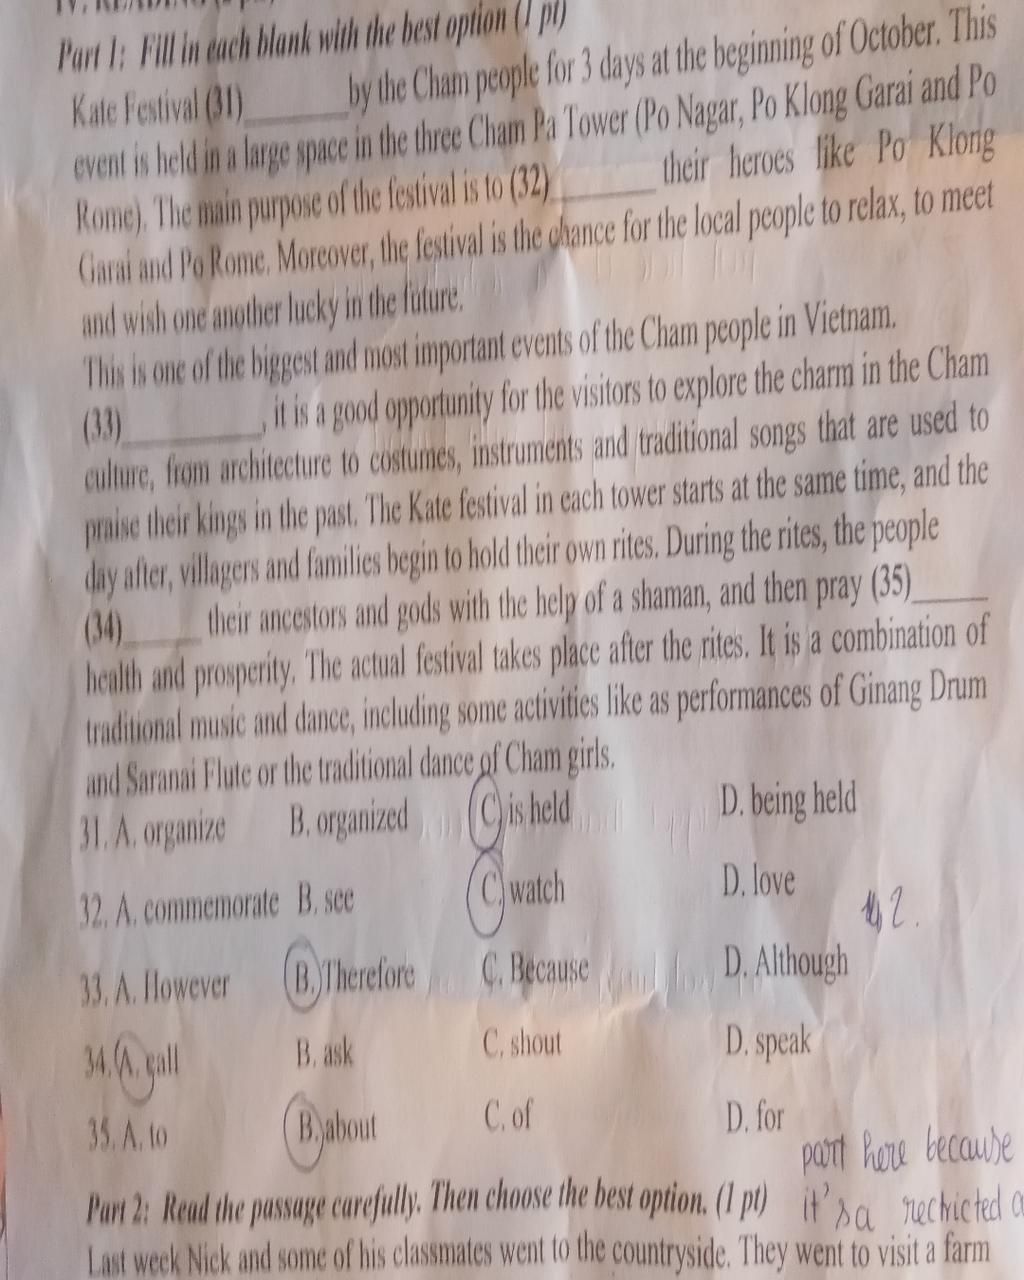 IV. READING
Part 1: Fill in each blank with the best option (1 pt)
Kate Festival (31)________ by the Cham people for 3 days at the beginning of October. This
event is held in a large space in the three Cham Pa Tower (Po Nagar, Po Klong Garai and Po
Rome). The main purpose of the festival is to (32)________ their heroes like Po Klong
Garai and Po Rome. Moreover, the festival is the chance for the local people to relax, to meet
and wish one another lucky in the future.
This is one of the biggest and most important events of the Cham people in Vietnam.
(33)__________, it is a good opportunity for the visitors to explore the charm in the Cham
culture, from architecture to costumes, instruments and traditional songs that are used to
praise their kings in the past. The Kate festival in each tower starts at the same time, and the
day after, villagers and families begin to hold their own rites. During the rites, the people
(34)______ their ancestors and gods with the help of a shaman, and then pray (35)______
health and prosperity. The actual festival takes place after the rites. It is a combination of
traditional music and dance, including some activities like as performances of Ginang Drum
and Saranai Flute or the traditional dance of Cham girls.
31. A. organize B. organized C. is held D. being held
32. A. commemorate B. see C. watch D. love
2.
33. A. However B. Therefore C. Because D. Although
34. A. call B. ask C. shout D. speak
35. A. to B. about C. of D. for
part here because
Part 2: Read the passage carefully. Then choose the best option. (1 pt) it's a
Last week Nick and some of his classmates went to the countryside. They went to visit a farm